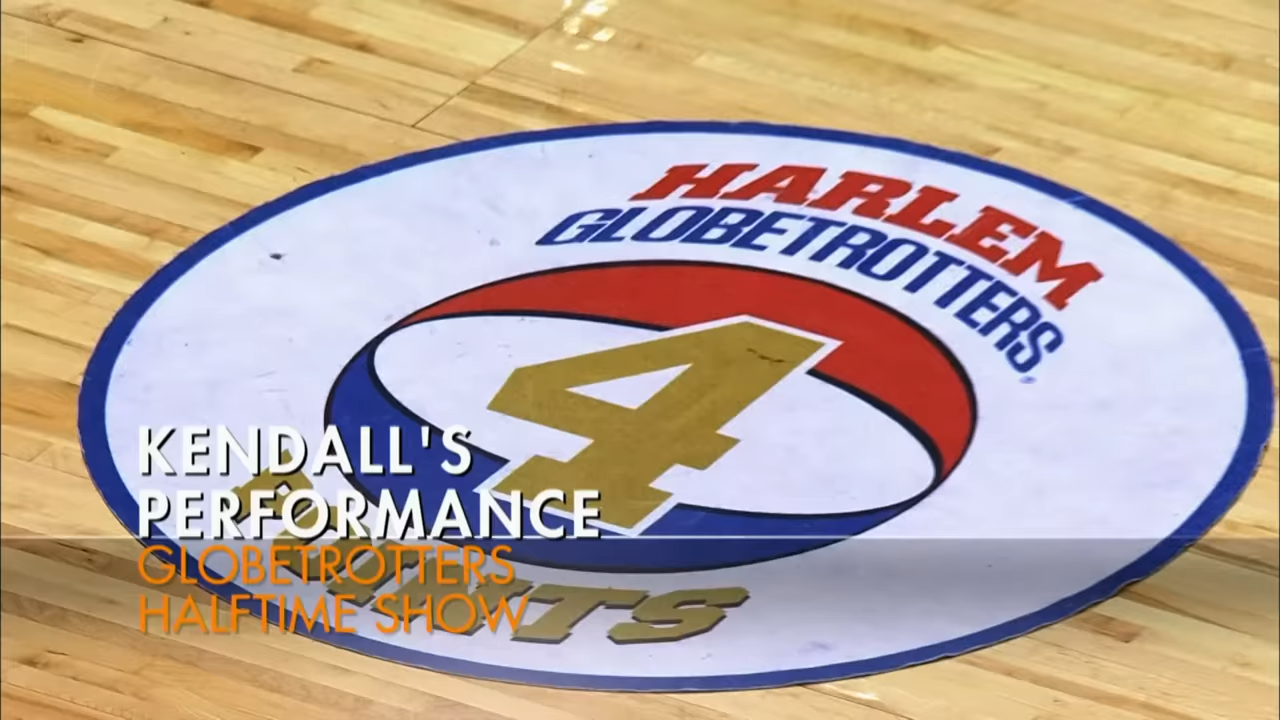 HARLEM
GLOBETROTTERS
4
KENDALL'S
PERFORMANCE
GLOBETROTTERS
HALFTIME SHOW